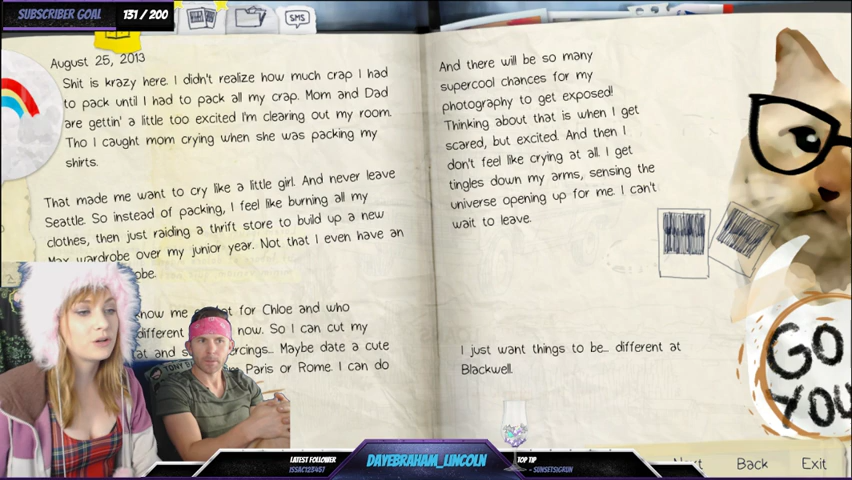 SUBSCRIBER GOAL 131 / 200
SMS
August 25, 2013
Shit is krazy here. I didn't realize how much crap I had
to pack until I had to pack all my crap. Mom and Dad
are gettin' a little too excited I'm clearing out my room.
Tho I caught mom crying when she was packing my
shirts.
That made me want to cry like a little girl. And never leave
Seattle. So instead of packing, I feel like burning all my
clothes, then just raiding a thrift store to build up a new
Max wardrobe over my junior year. Not that I even have an
know me for Chloe and who
different now. So I can cut my
Maybe date a cute
Paris or Rome. I can do
And there will be so many
supercool chances for my
photography to get exposed!
Thinking about that is when I get
scared, but excited. And then I
don't feel like crying at all. I get
tingles down my arms, sensing the
universe opening up for me. I can't
wait to leave.
I just want things to be... different at
Blackwell.
GO
YOU
TONY
LATEST FOLLOWER
ISSAC123457
DAYEBRAHAM_LINCOLN
TOP TIP
- SUNSETSIGRUN
Next Back Exit